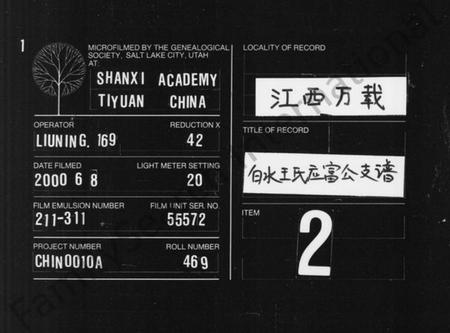 1
MICROFILMED BY THE GENEALOGICAL
SOCIETY, SALT LAKE CITY, UTAH
AT:
SHANXI ACADEMY
TIYUAN CHINA
OPERATOR REDUCTION X
LIUNING. 169 42
DATE FILMED LIGHT METER SETTING
2000 6 8 20
FILM EMULSION NUMBER FILM UNIT SER. NO.
211-311 55572
PROJECT NUMBER ROLL NUMBER
CHIN0010A 469
LOCALITY OF RECORD
江西万载
TITLE OF RECORD
白水王氏应富公支谱
ITEM
2